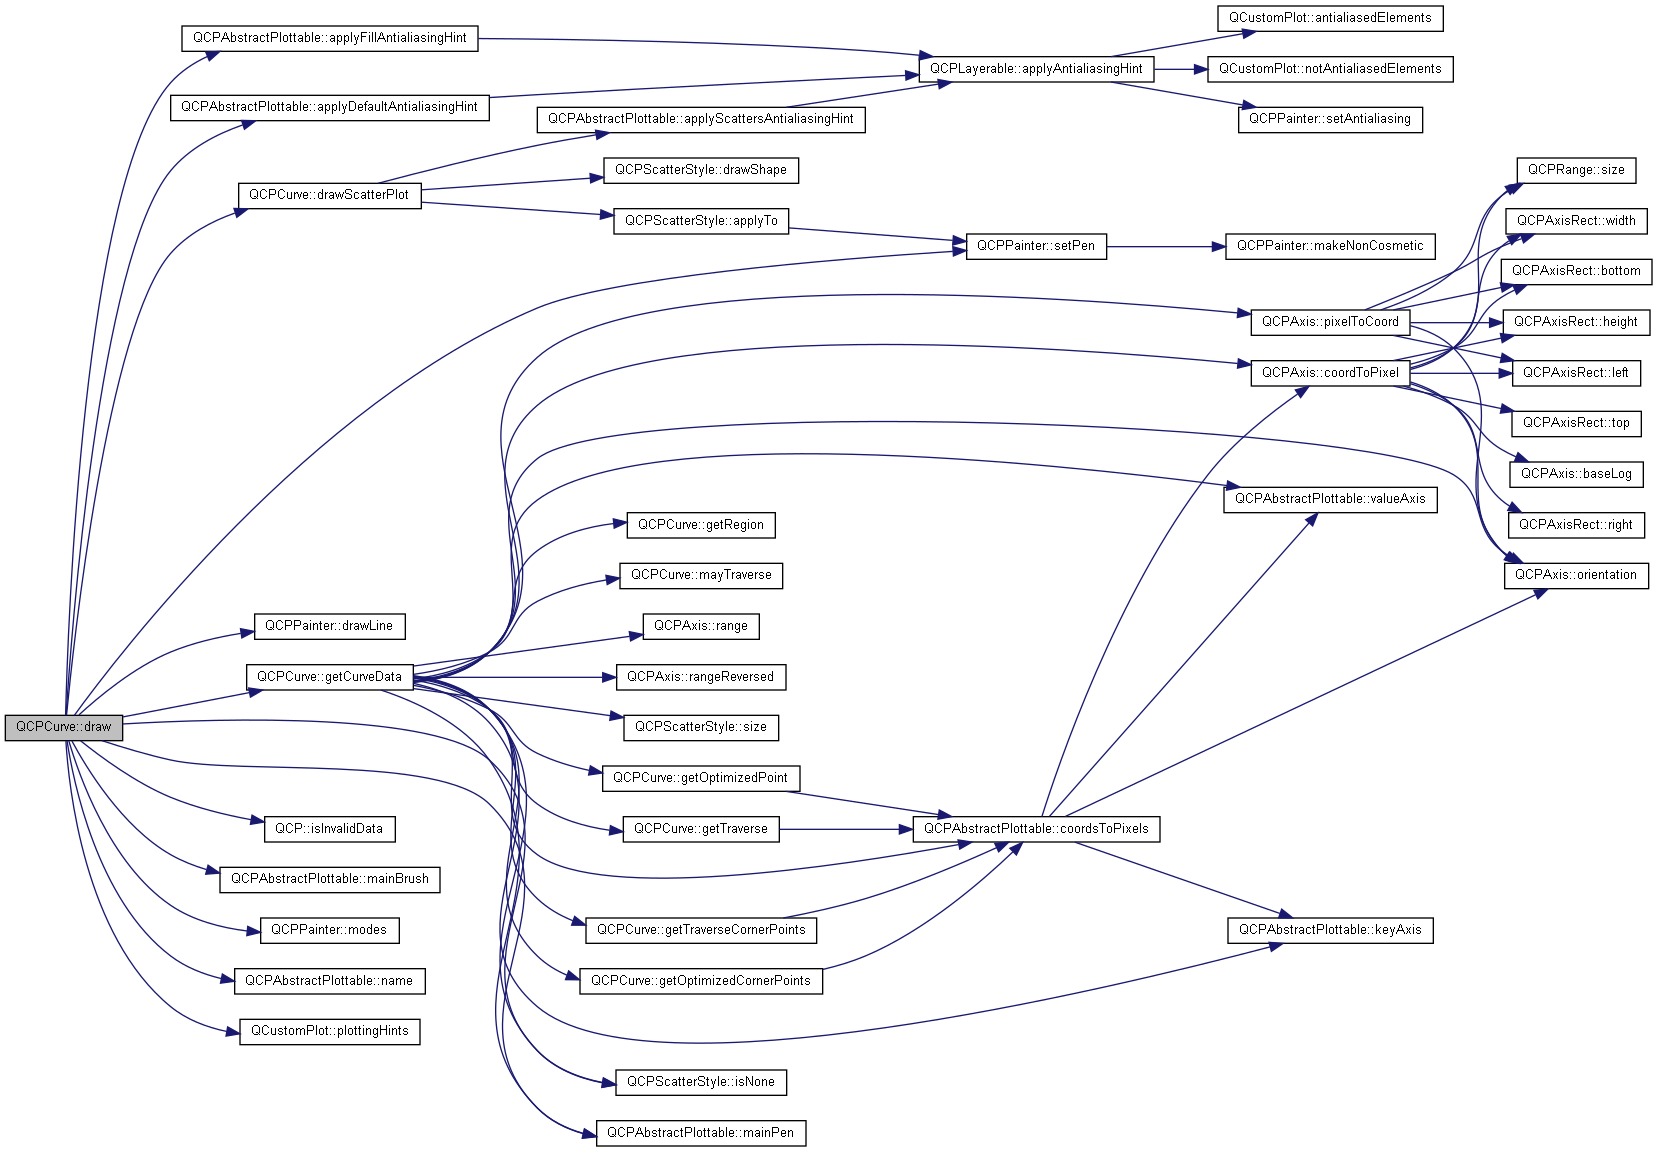 QCustomPlot::antialiasedElements
QCPAbstractPlottable::applyFillAntialiasingHint
QCPLayerable::applyAntialiasingHint
QCustomPlot::notAntialiasedElements
QCPAbstractPlottable::applyDefaultAntialiasingHint
QCPAbstractPlottable::applyScattersAntialiasingHint
QCPPainter::setAntialiasing
QCPScatterStyle::drawShape
QCPRange::size
QCPCurve::drawScatterPlot
QCPScatterStyle::applyTo
QCPAxisRect::width
QCPPainter::setPen
QCPPainter::makeNonCosmetic
QCPAxisRect::bottom
QCPAxis::pixelToCoord
QCPAxisRect::height
QCPAxis::coordToPixel
QCPAxisRect::left
QCPAxisRect::top
QCPAxis::baseLog
QCPAbstractPlottable::valueAxis
QCPCurve::getRegion
QCPAxisRect::right
QCPCurve::mayTraverse
QCPAxis::orientation
QCPPainter::drawLine
QCPAxis::range
QCPCurve::getCurveData
QCPAxis::rangeReversed
QCPCurve::draw
QCPScatterStyle::size
QCPCurve::getOptimizedPoint
QCP::isInvalidData
QCPCurve::getTraverse
QCPAbstractPlottable::coordsToPixels
QCPAbstractPlottable::mainBrush
QCPPainter::modes
QCPCurve::getTraverseCornerPoints
QCPAbstractPlottable::keyAxis
QCPAbstractPlottable::name
QCPCurve::getOptimizedCornerPoints
QCustomPlot::plottingHints
QCPScatterStyle::isNone
QCPAbstractPlottable::mainPen